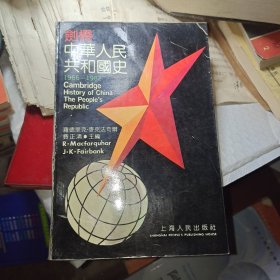 劍橋
中華人民
共和國史
1966-198
Cambridge
History of China
The People's
Republic
羅德里克·麥克法夸爾
費正清·主編
R·Macfarquhar
J·K·Fairbank
上海人民出版社
SHANGHAI PEOPLE'S PUBLISHING HOUSE